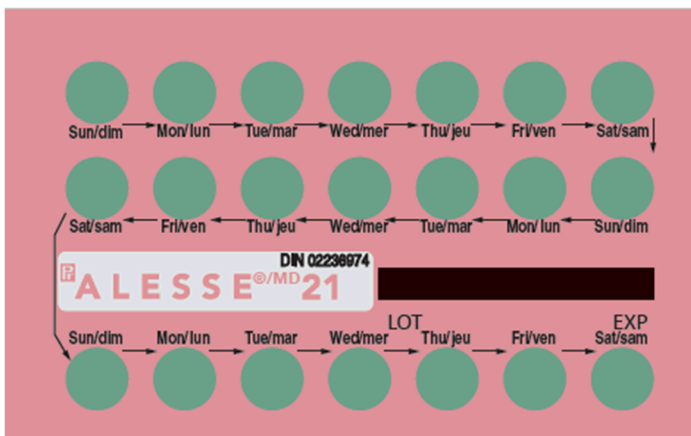 Sun/dim Mon/lun Tue/mar Wed/mer Thu/jeu Fri/ven Sat/sam
Sat/sam Fri/ven Thu/jeu Wed/mer Tue/mar Mon/lun Sun/dim
DIN 02236974
Pr ALESSE®/MD 21
LOT EXP
Sun/dim Mon/lun Tue/mar Wed/mer Thu/jeu Fri/ven Sat/sam